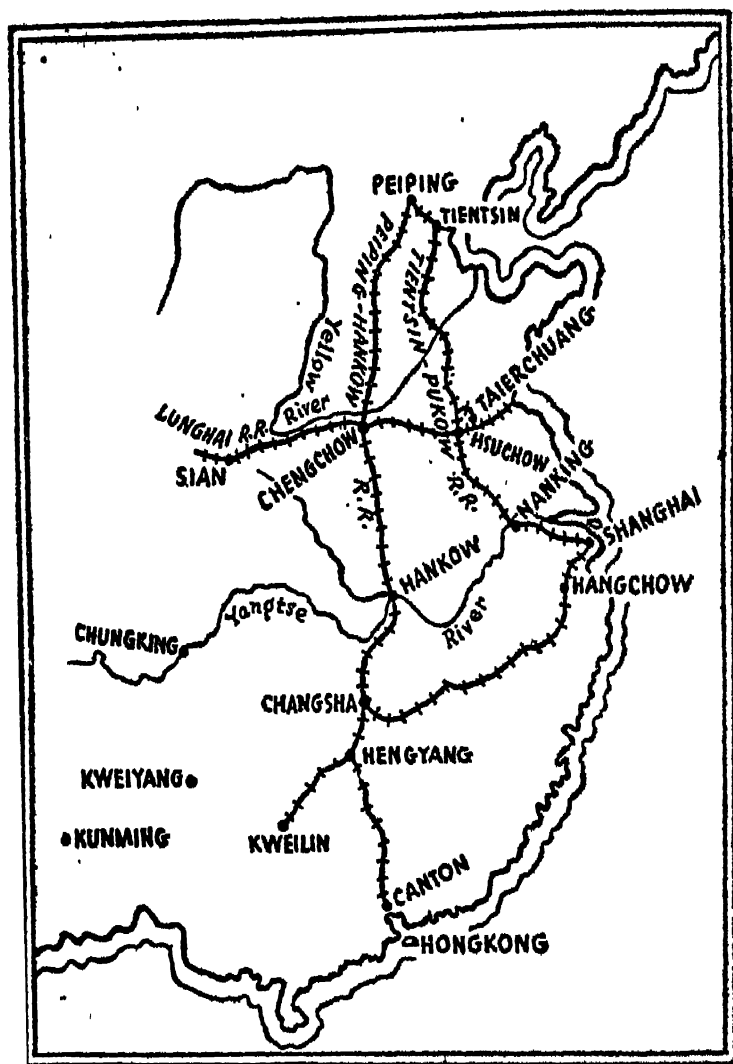 PEIPING
TIENTSIN
PEIPING-HANKOW
R.R.
TIENTSIN-PUKOW R.R.
Yellow
River
TAIERCHUANG
LUNGHAI R.R.
SIAN
CHENGCHOW
HSUCHOW
NANKING
SHANGHAI
HANKOW
HANGCHOW
Yangtse
River
CHUNGKING
CHANGSHA
HENGYANG
KWEIYANG
KUNMING
KWEILIN
CANTON
HONGKONG